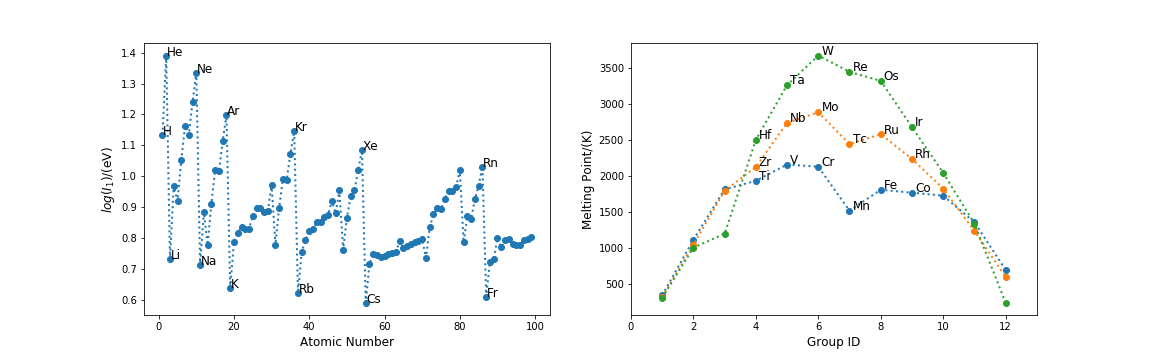 1.4
1.3
1.2
1.1
1.0
0.9
0.8
0.7
0.6
log(I₁)/(eV)
He
Ne
H
Ar
Kr
Xe
Rn
Li
Na
K
Rb
Cs
Fr
0 20 40 60 80 100
Atomic Number
3500
3000
2500
2000
1500
1000
500
Melting Point/(K)
W
Re
Ta
Os
Mo
Nb
Ir
Hf
Tc
Ru
Zr
V
Cr
Rh
Ti
Fe
Co
Mn
0 2 4 6 8 10 12
Group ID